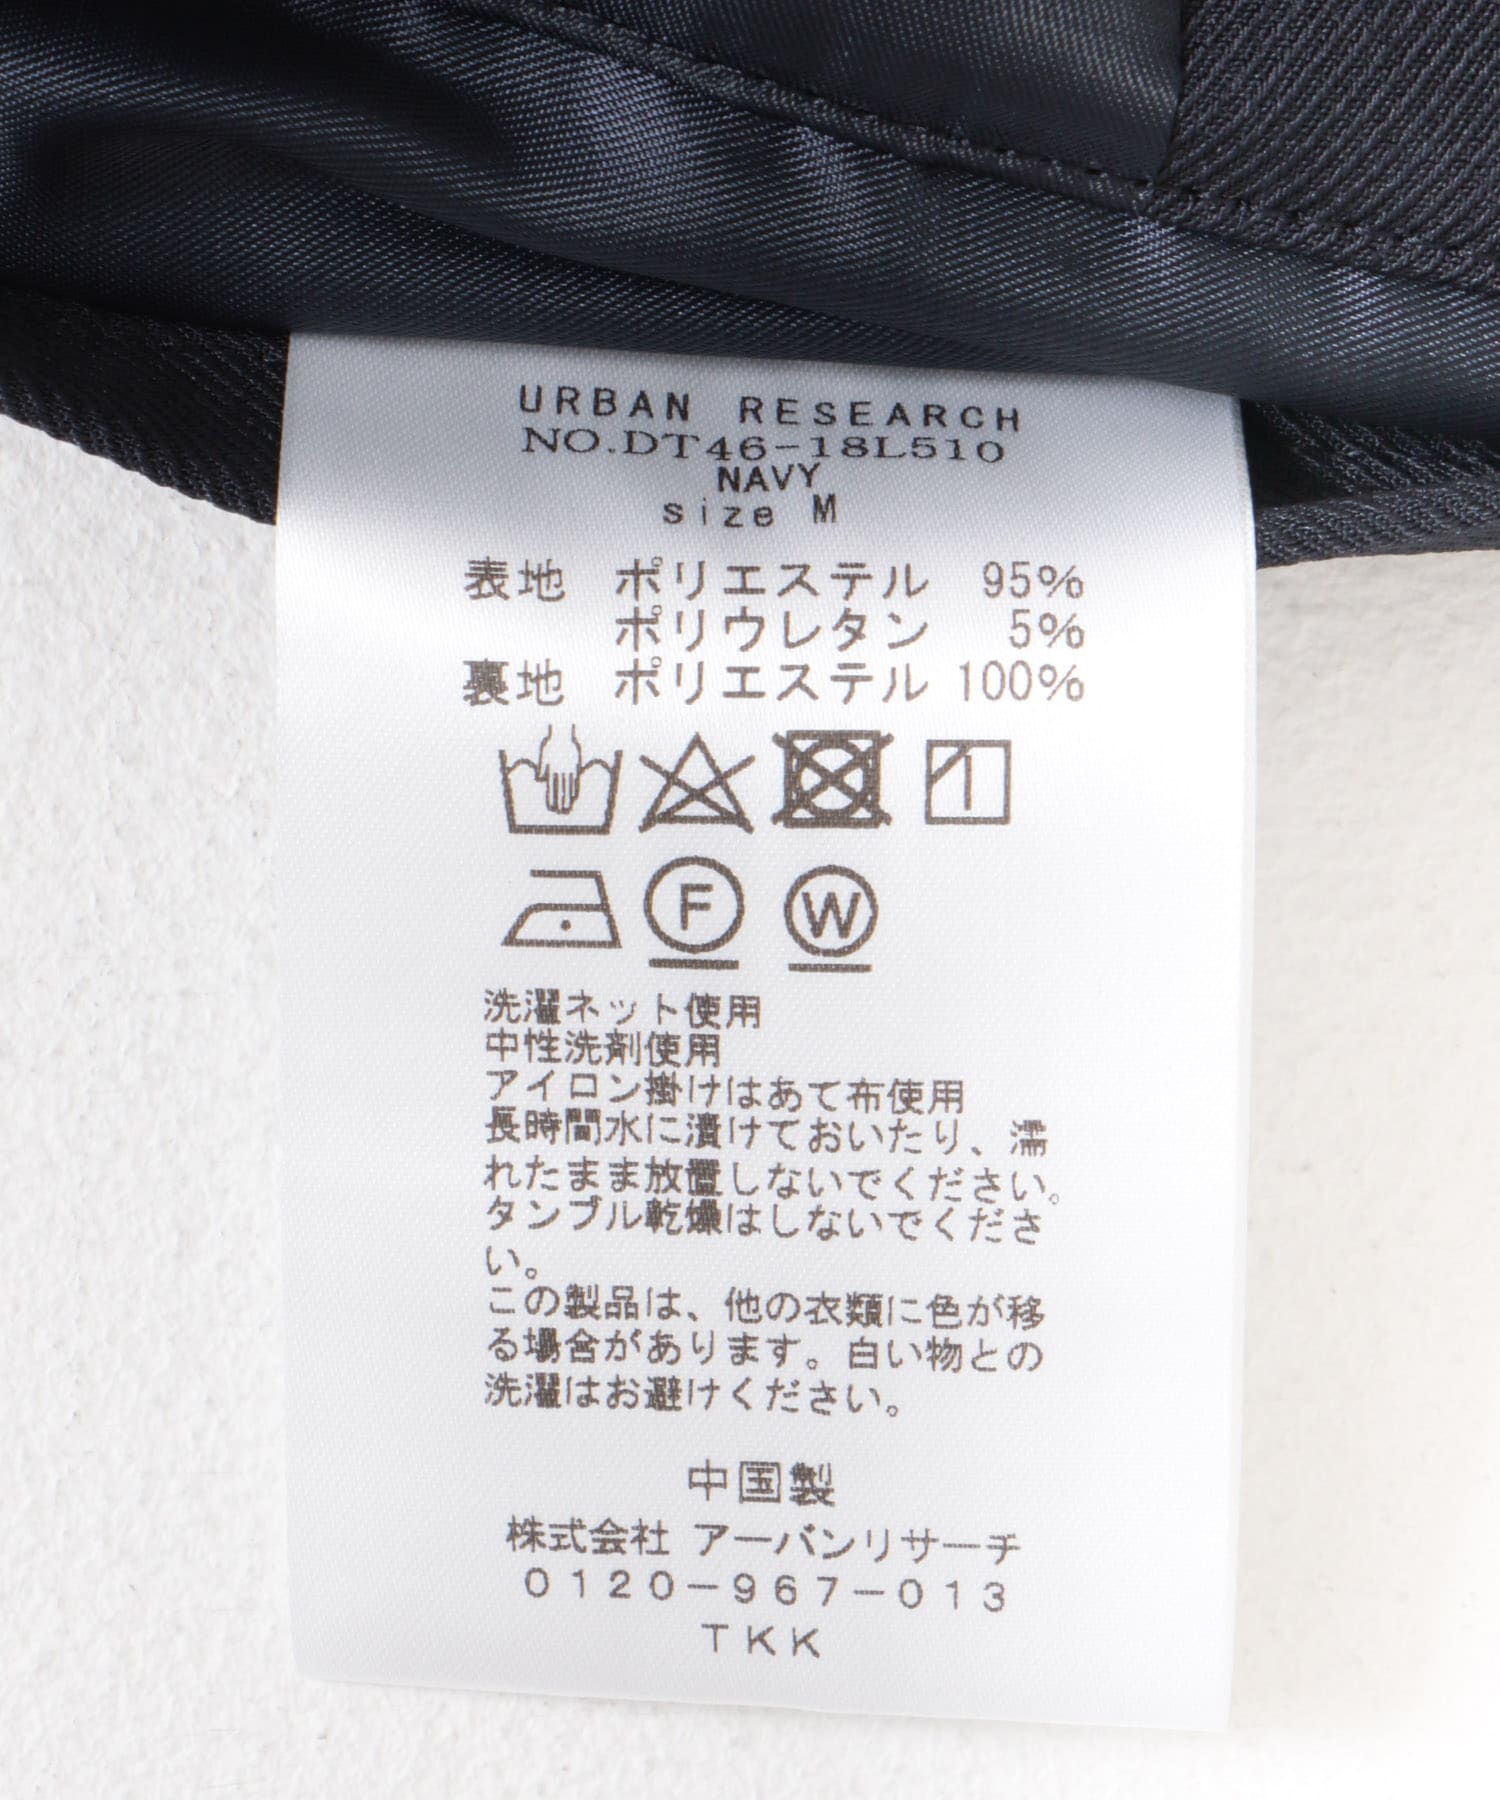 URBAN RESEARCH
NO.DT46-18L510
NAVY
size M
表地 ポリエステル 95%
ポリウレタン 5%
裏地 ポリエステル 100%
F W
洗濯ネット使用
中性洗剤使用
アイロン掛けはあて布使用
長時間水に漬けておいたり、濡
れたまま放置しないでください。
タンブル乾燥はしないでくださ
い。
この製品は、他の衣類に色が移
る場合があります。白い物との
洗濯はお避けください。
中国製
株式会社 アーバンリサーチ
0120-967-013
TKK